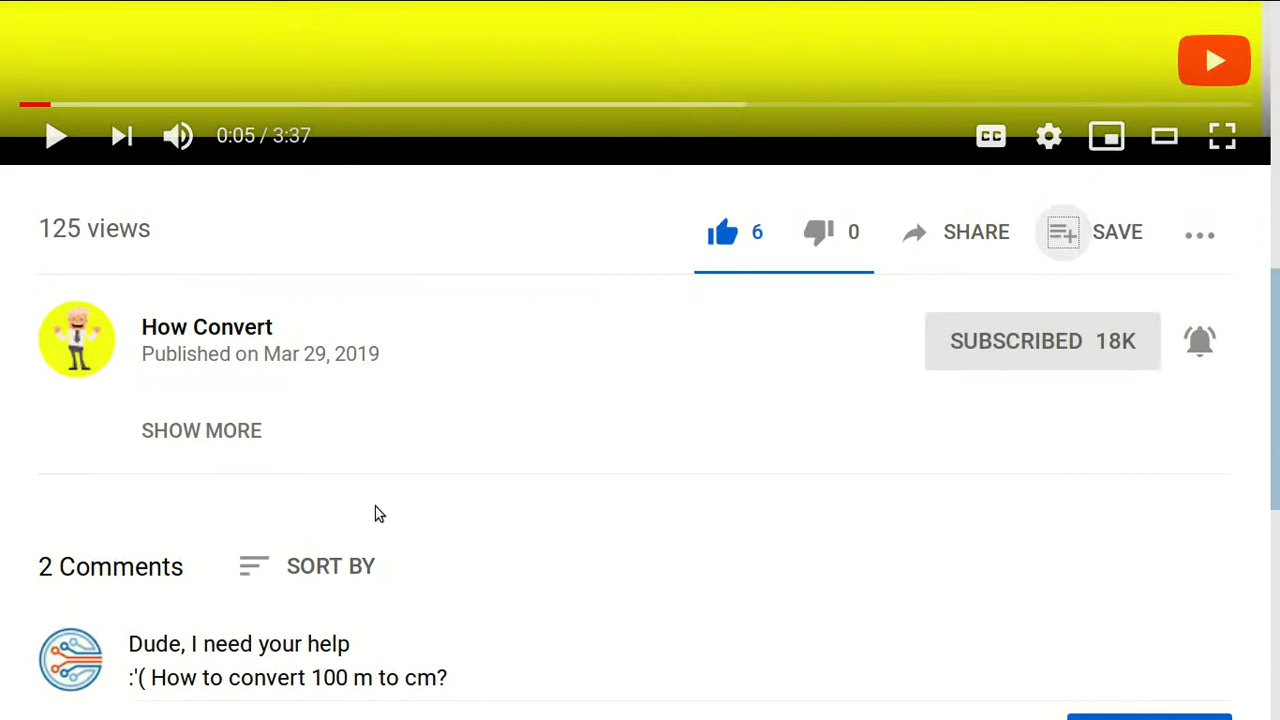 0:05 / 3:37
CC
125 views
6
0
SHARE
SAVE
How Convert
Published on Mar 29, 2019
SUBSCRIBED 18K
SHOW MORE
2 Comments
SORT BY
Dude, I need your help
:'( How to convert 100 m to cm?